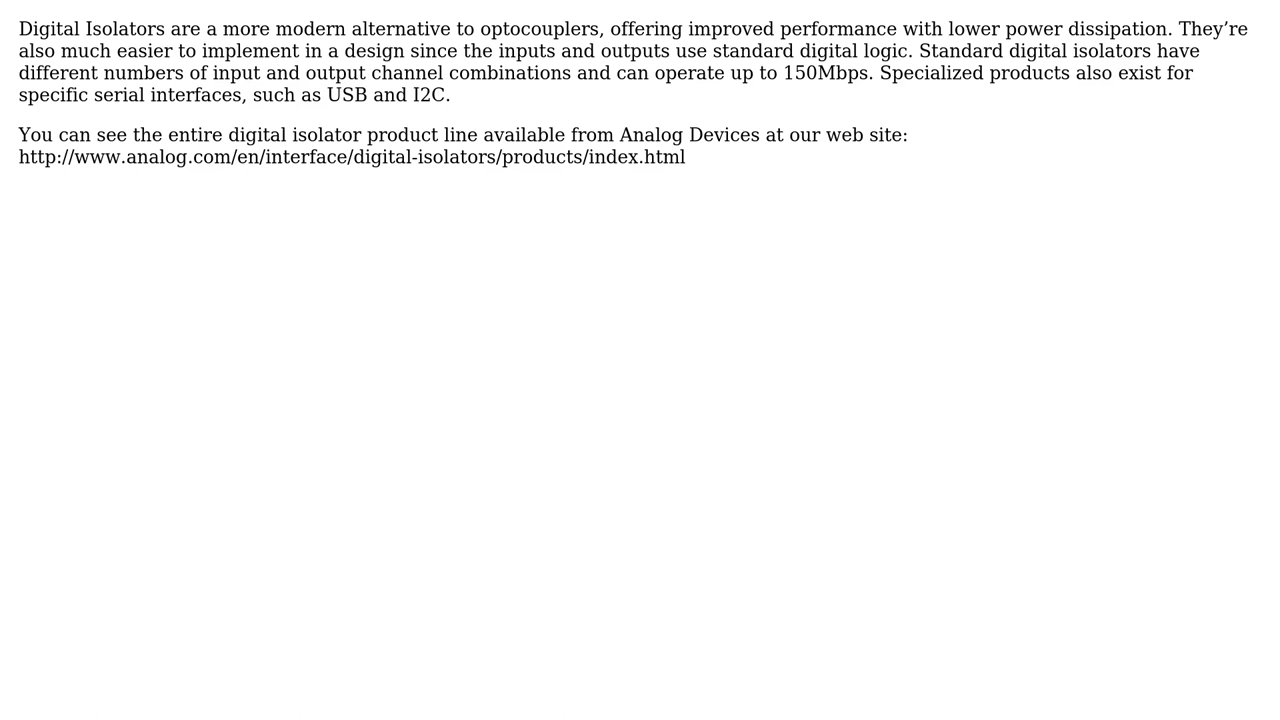 Digital Isolators are a more modern alternative to optocouplers, offering improved performance with lower power dissipation. They’re
also much easier to implement in a design since the inputs and outputs use standard digital logic. Standard digital isolators have
different numbers of input and output channel combinations and can operate up to 150Mbps. Specialized products also exist for
specific serial interfaces, such as USB and I2C.
You can see the entire digital isolator product line available from Analog Devices at our web site:
http://www.analog.com/en/interface/digital-isolators/products/index.html